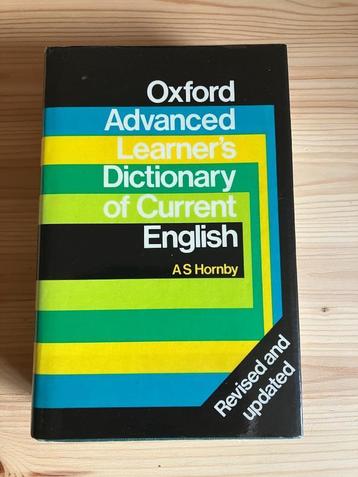 Oxford
Advanced
Learner's
Dictionary
of Current
English
A S Hornby
Revised and
updated